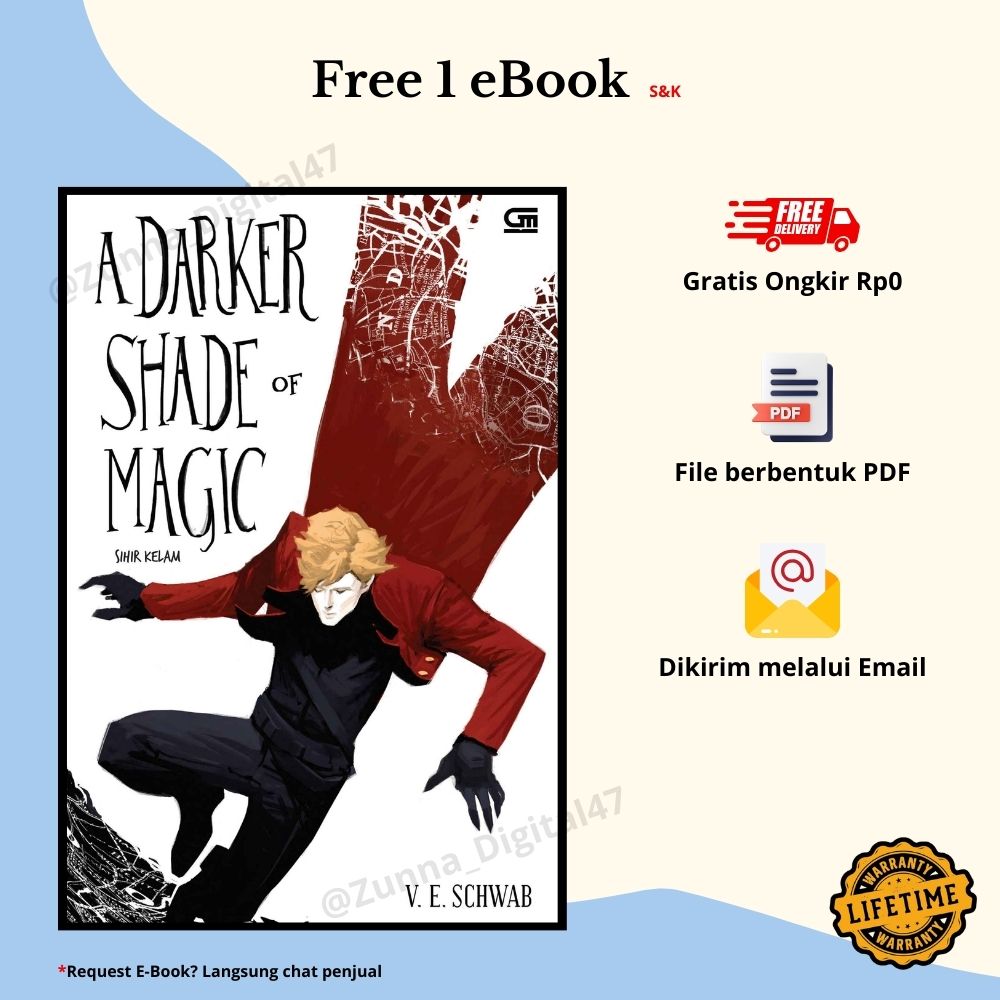 Free 1 eBook S&K
@Zunna_Digital47
GM
A DARKER
SHADE OF
MAGIC
SIHIR KELAM
N D O
V. E. SCHWAB
@Zunna_Digital47
FREE
DELIVERY
Gratis Ongkir Rp0
PDF
File berbentuk PDF
@
Dikirim melalui Email
WARRANTY
LIFETIME
WARRANTY
*Request E-Book? Langsung chat penjual